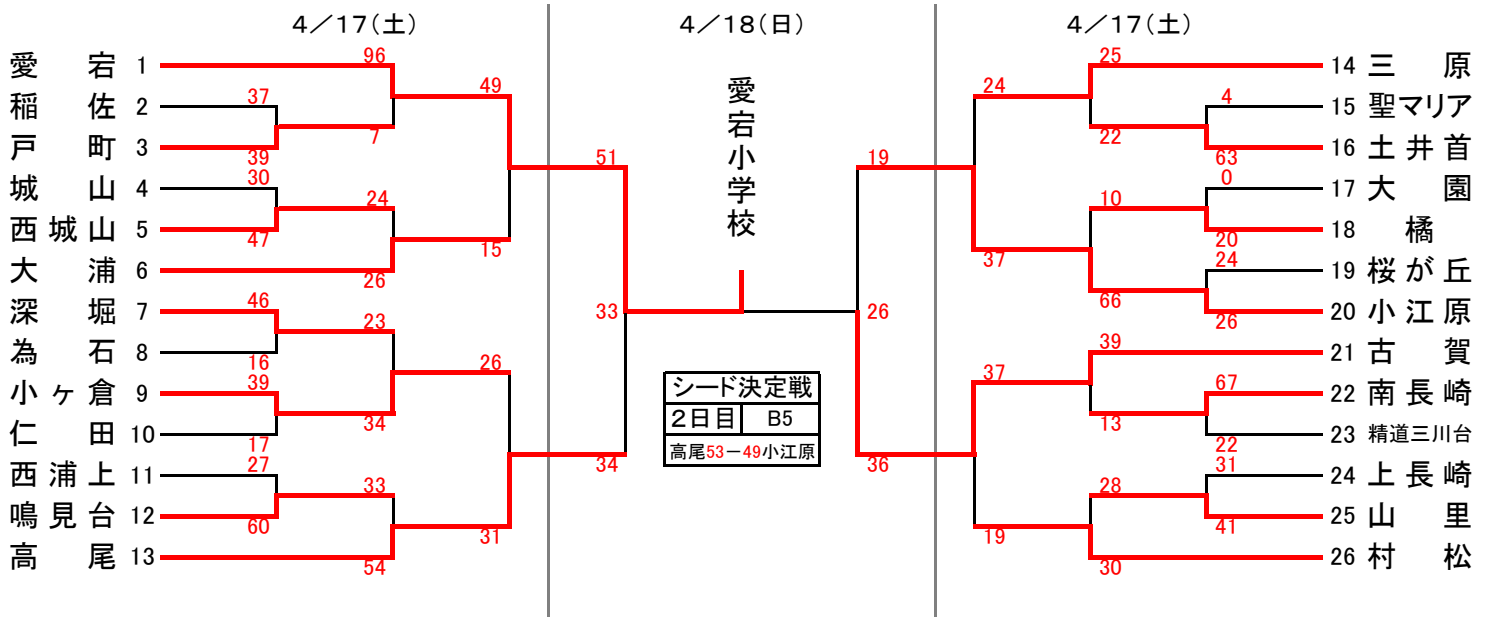 4／17（土）
4／18（日）
4／17（土）
愛宕 1
稲佐 2
戸町 3
城山 4
西城山 5
大浦 6
深堀 7
為石 8
小ヶ倉 9
仁田 10
西浦上 11
鳴見台 12
高尾 13
96
37
7
39
30
24
47
26
46
23
16
39
34
17
27
33
60
54
49
15
26
31
51
34
33
愛宕小学校
26
シード決定戦
2日目 B5
高尾53－49小江原
19
36
24
37
37
19
25
4
22
63
0
10
20
24
66
26
39
67
13
22
31
28
41
30
14 三原
15 聖マリア
16 土井首
17 大園
18 橘
19 桜が丘
20 小江原
21 古賀
22 南長崎
23 精道三川台
24 上長崎
25 山里
26 村松